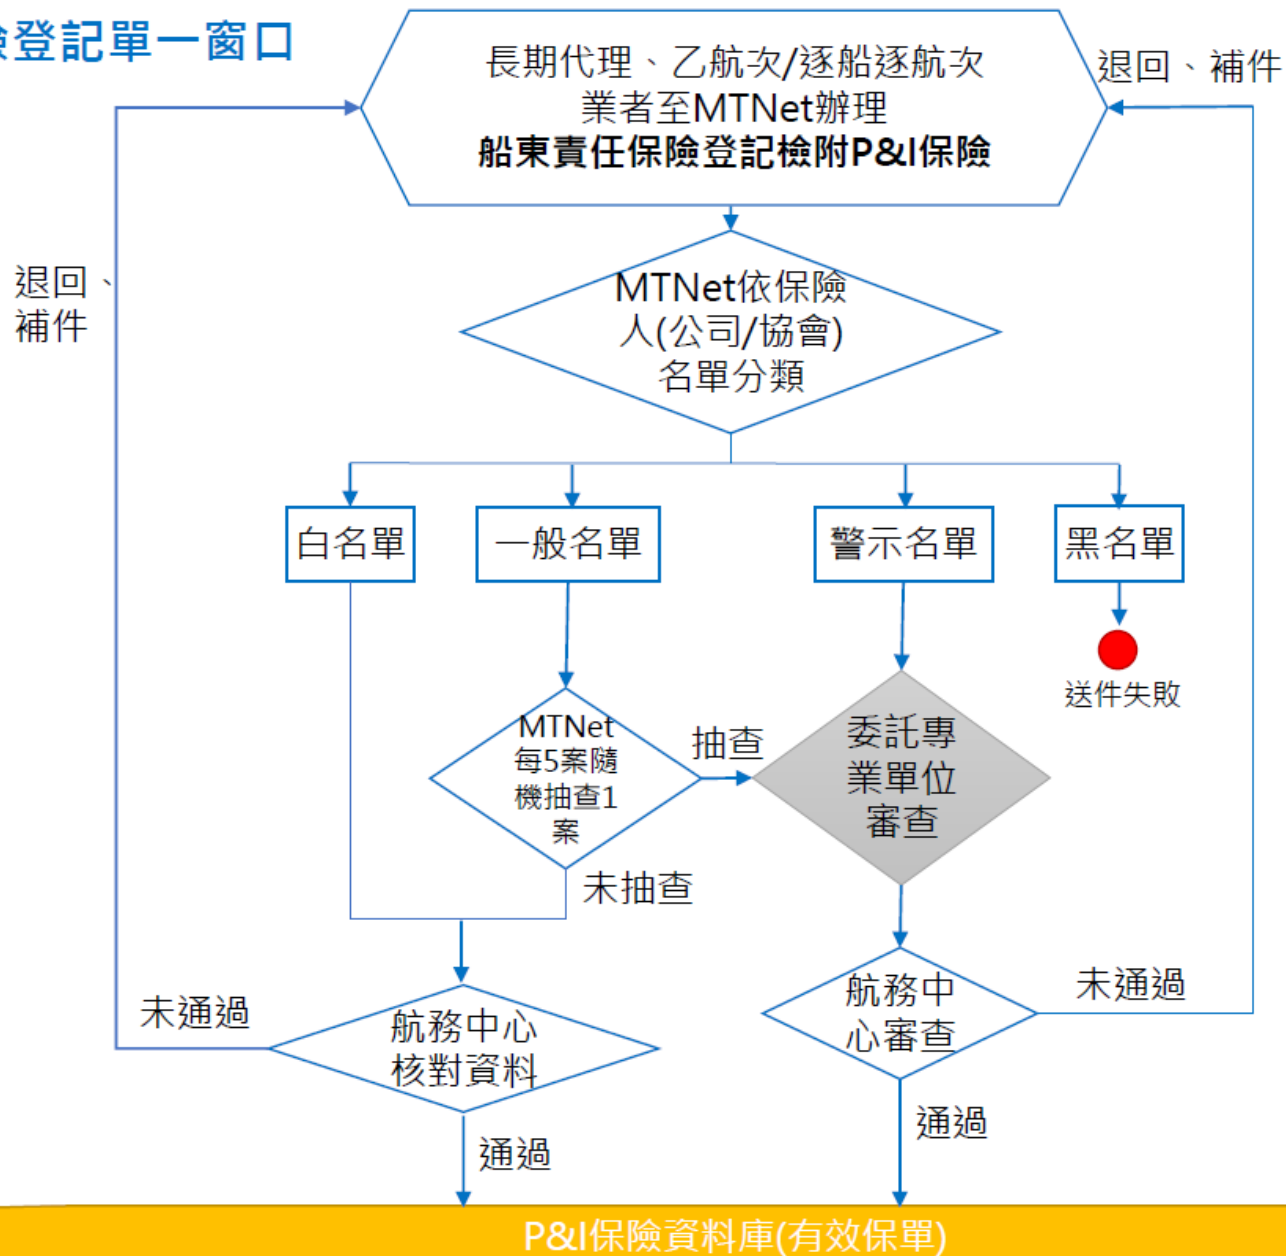 登記單一窗口
長期代理、乙航次/逐船逐航次
業者至MTNet辦理
船東責任保險登記檢附P&I保險
退回、補件
退回、
補件
MTNet依保險
人(公司/協會)
名單分類
白名單
一般名單
警示名單
黑名單
送件失敗
MTNet
每5案隨
機抽查1
案
抽查
委託專
業單位
審查
未抽查
未通過
航務中心
核對資料
航務中
心審查
未通過
通過
通過
P&I保險資料庫(有效保單)